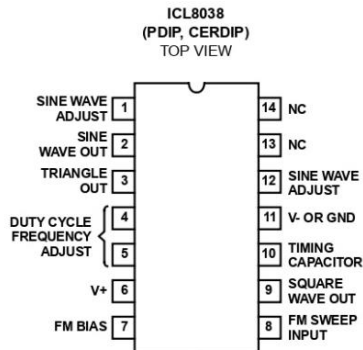 ICL8038
(PDIP, CERDIP)
TOP VIEW
SINE WAVE
ADJUST
1
SINE
WAVE OUT
2
TRIANGLE
OUT
3
DUTY CYCLE
FREQUENCY
ADJUST
4
5
V+
6
FM BIAS
7
14
NC
13
NC
12
SINE WAVE
ADJUST
11
V- OR GND
10
TIMING
CAPACITOR
9
SQUARE
WAVE OUT
8
FM SWEEP
INPUT